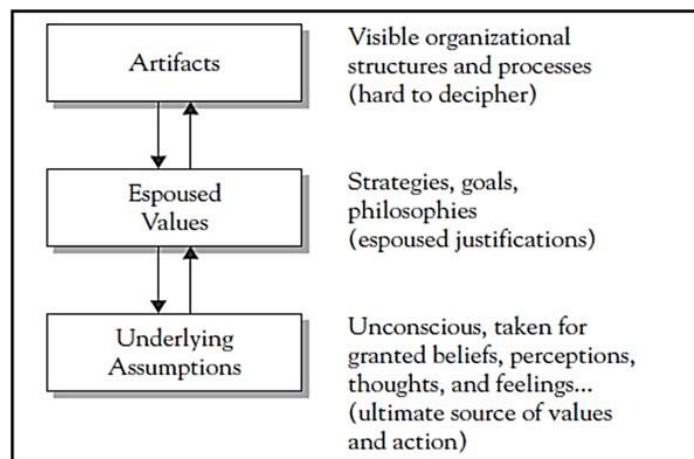 Artifacts
Visible organizational
structures and processes
(hard to decipher)
Espoused
Values
Strategies, goals,
philosophies
(espoused justifications)
Underlying
Assumptions
Unconscious, taken for
granted beliefs, perceptions,
thoughts, and feelings...
(ultimate source of values
and action)